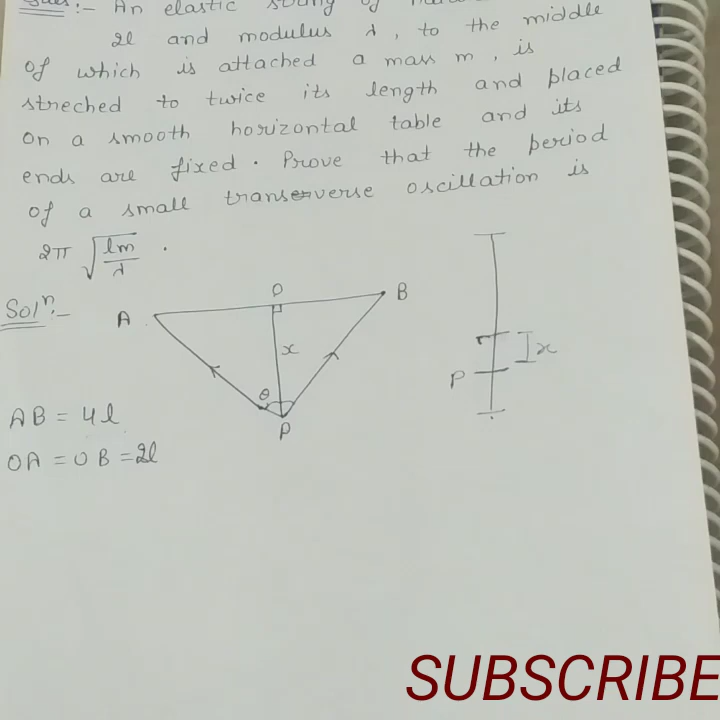 :- An elastic string of
2l and modulus λ, to the middle
of which is attached a mass m, is
streched to twice its length and placed
on a smooth horizontal table and its
ends are fixed. Prove that the period
of a small transverse oscillation is
2π √(lm/λ) .
Solⁿ:-
A O B
x
θ
P
P x
AB = 4l
OA = OB = 2l
SUBSCRIBE